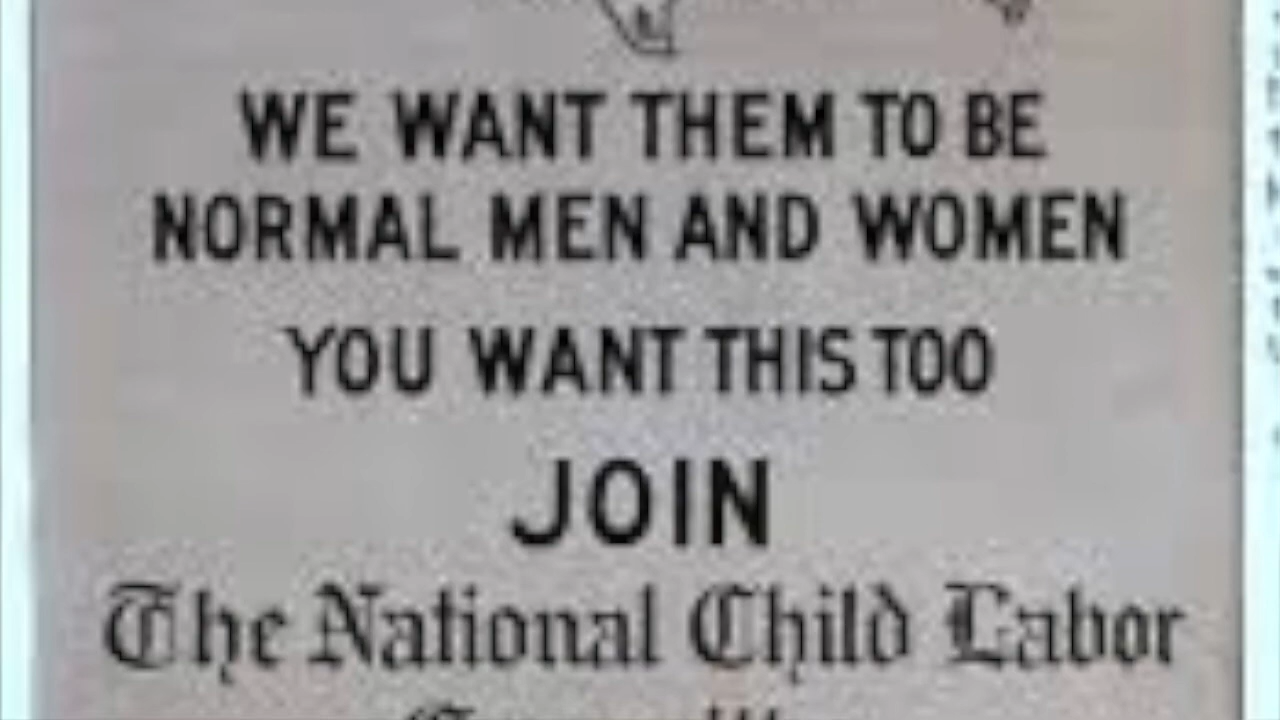 WE WANT THEM TO BE
NORMAL MEN AND WOMEN
YOU WANT THIS TOO
JOIN
The National Child Labor